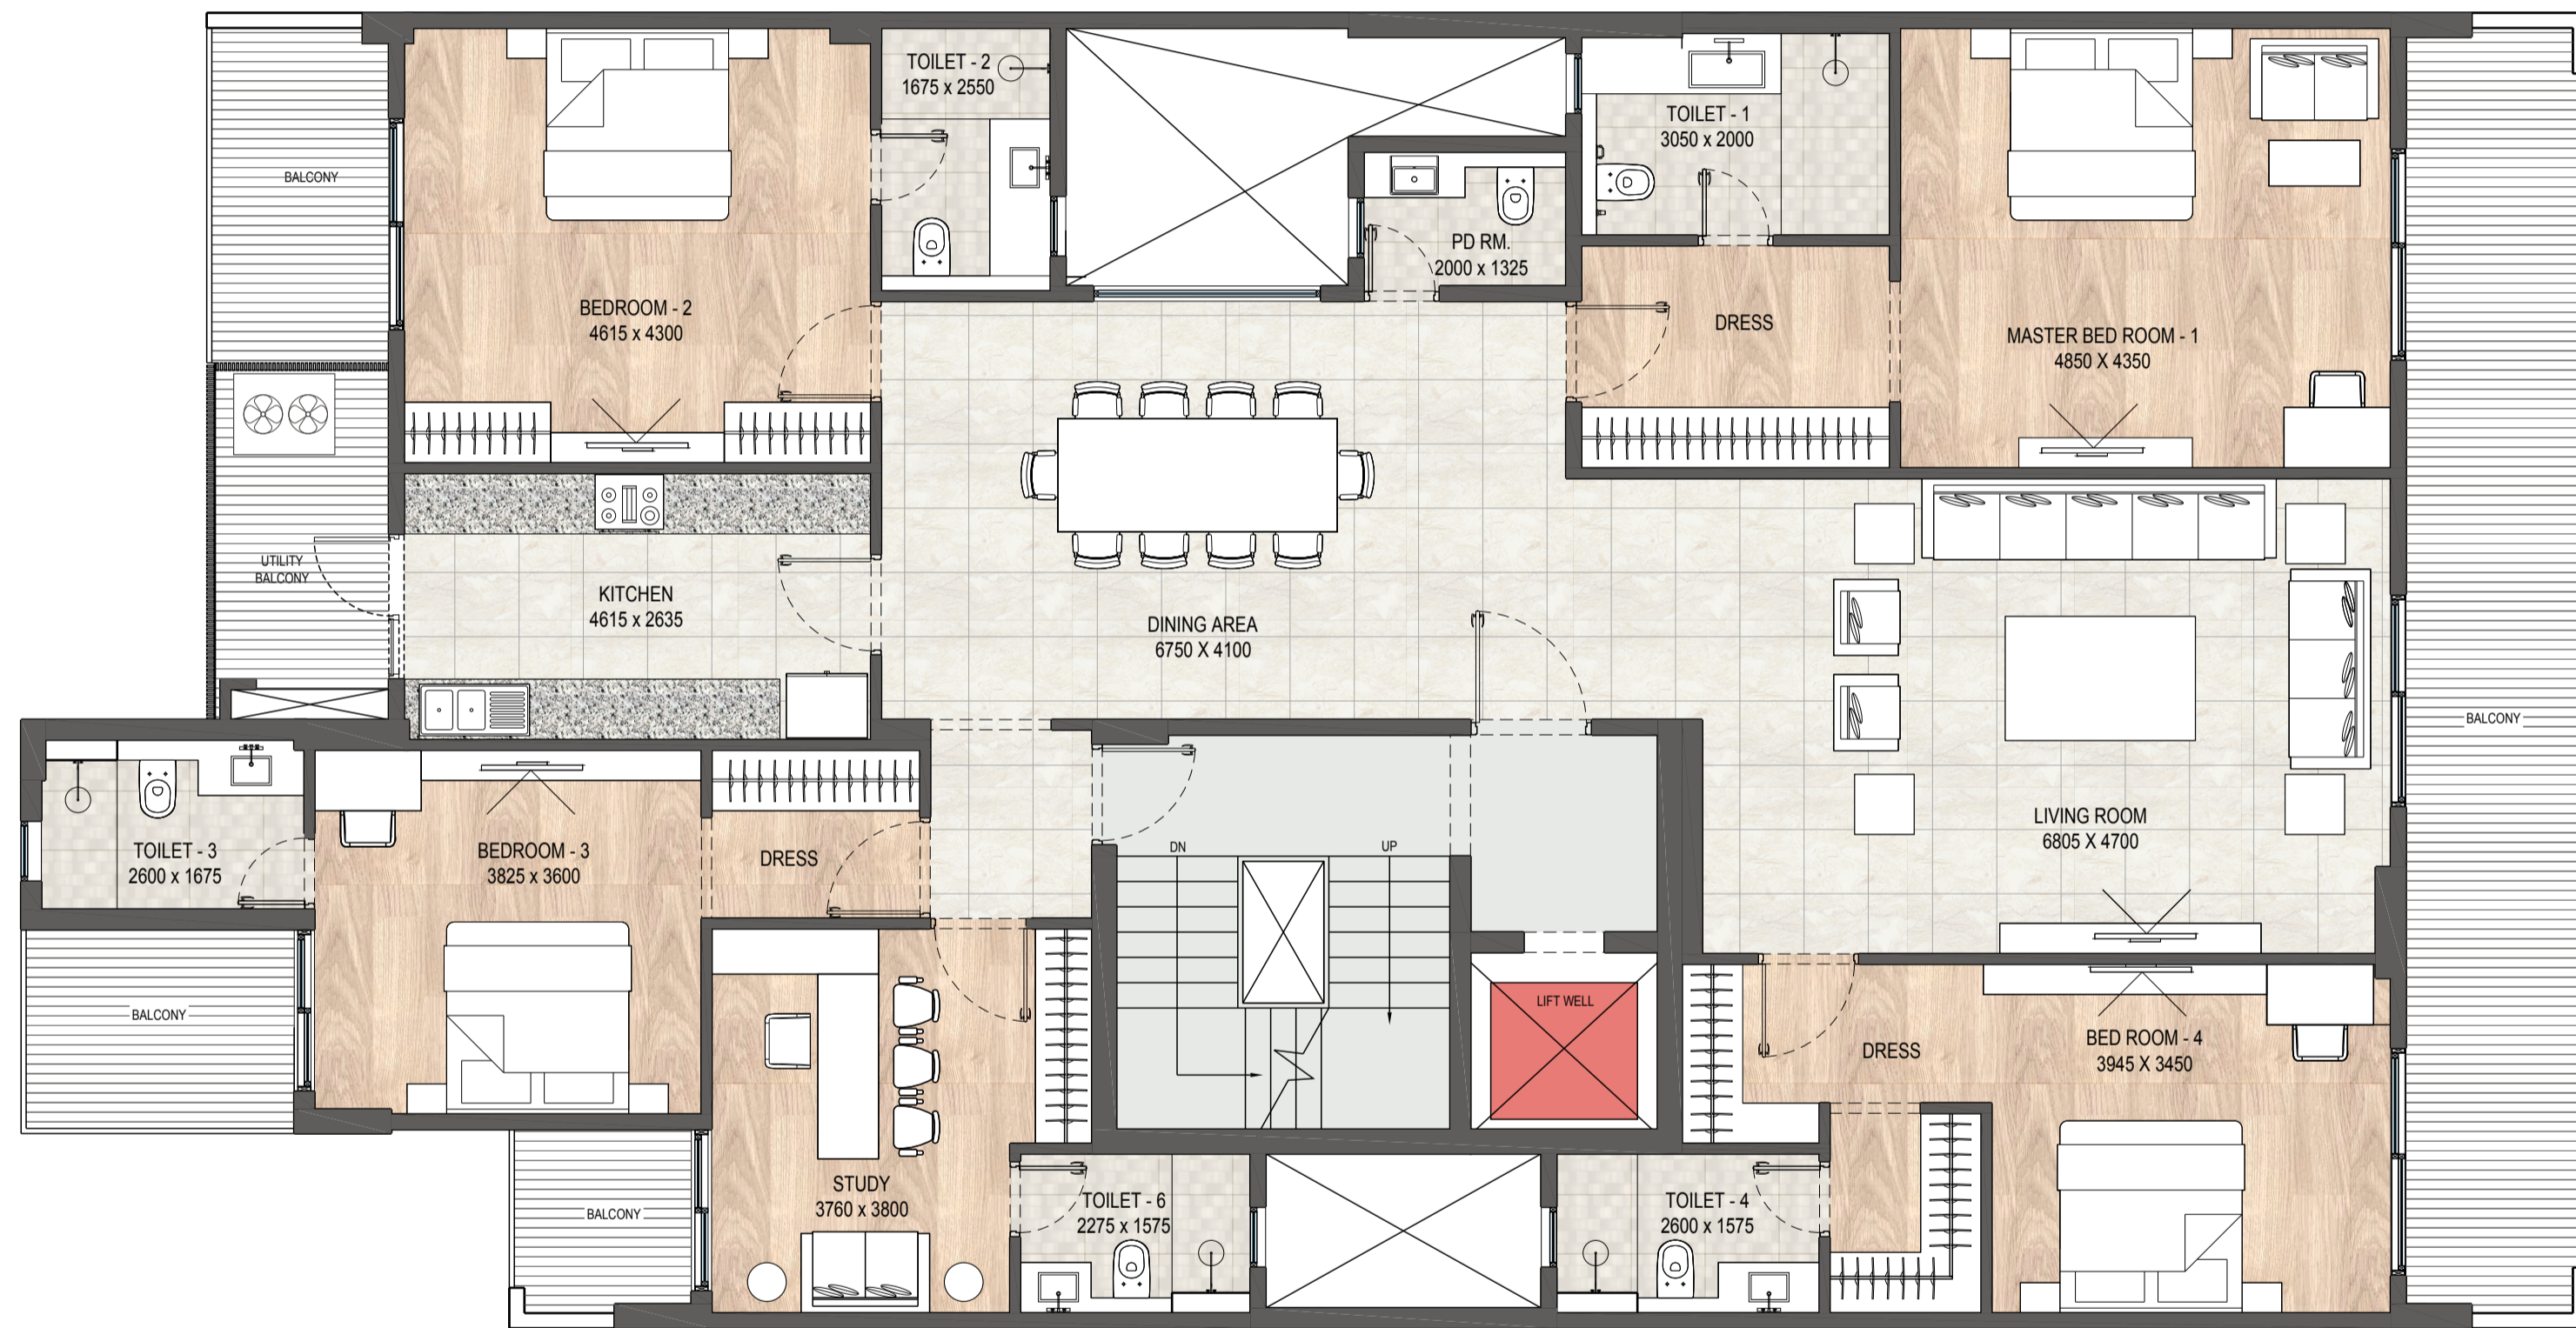 TOILET - 2
1675 x 2550
BALCONY
TOILET - 1
3050 x 2000
PD RM.
2000 x 1325
BEDROOM - 2
4615 x 4300
DRESS
MASTER BED ROOM - 1
4850 X 4350
UTILITY
BALCONY
KITCHEN
4615 x 2635
DINING AREA
6750 X 4100
BALCONY
LIVING ROOM
6805 X 4700
TOILET - 3
2600 x 1675
BEDROOM - 3
3825 x 3600
DRESS
DN
UP
BALCONY
LIFT WELL
DRESS
BED ROOM - 4
3945 X 3450
STUDY
3760 x 3800
BALCONY
TOILET - 6
2275 x 1575
TOILET - 4
2600 x 1575